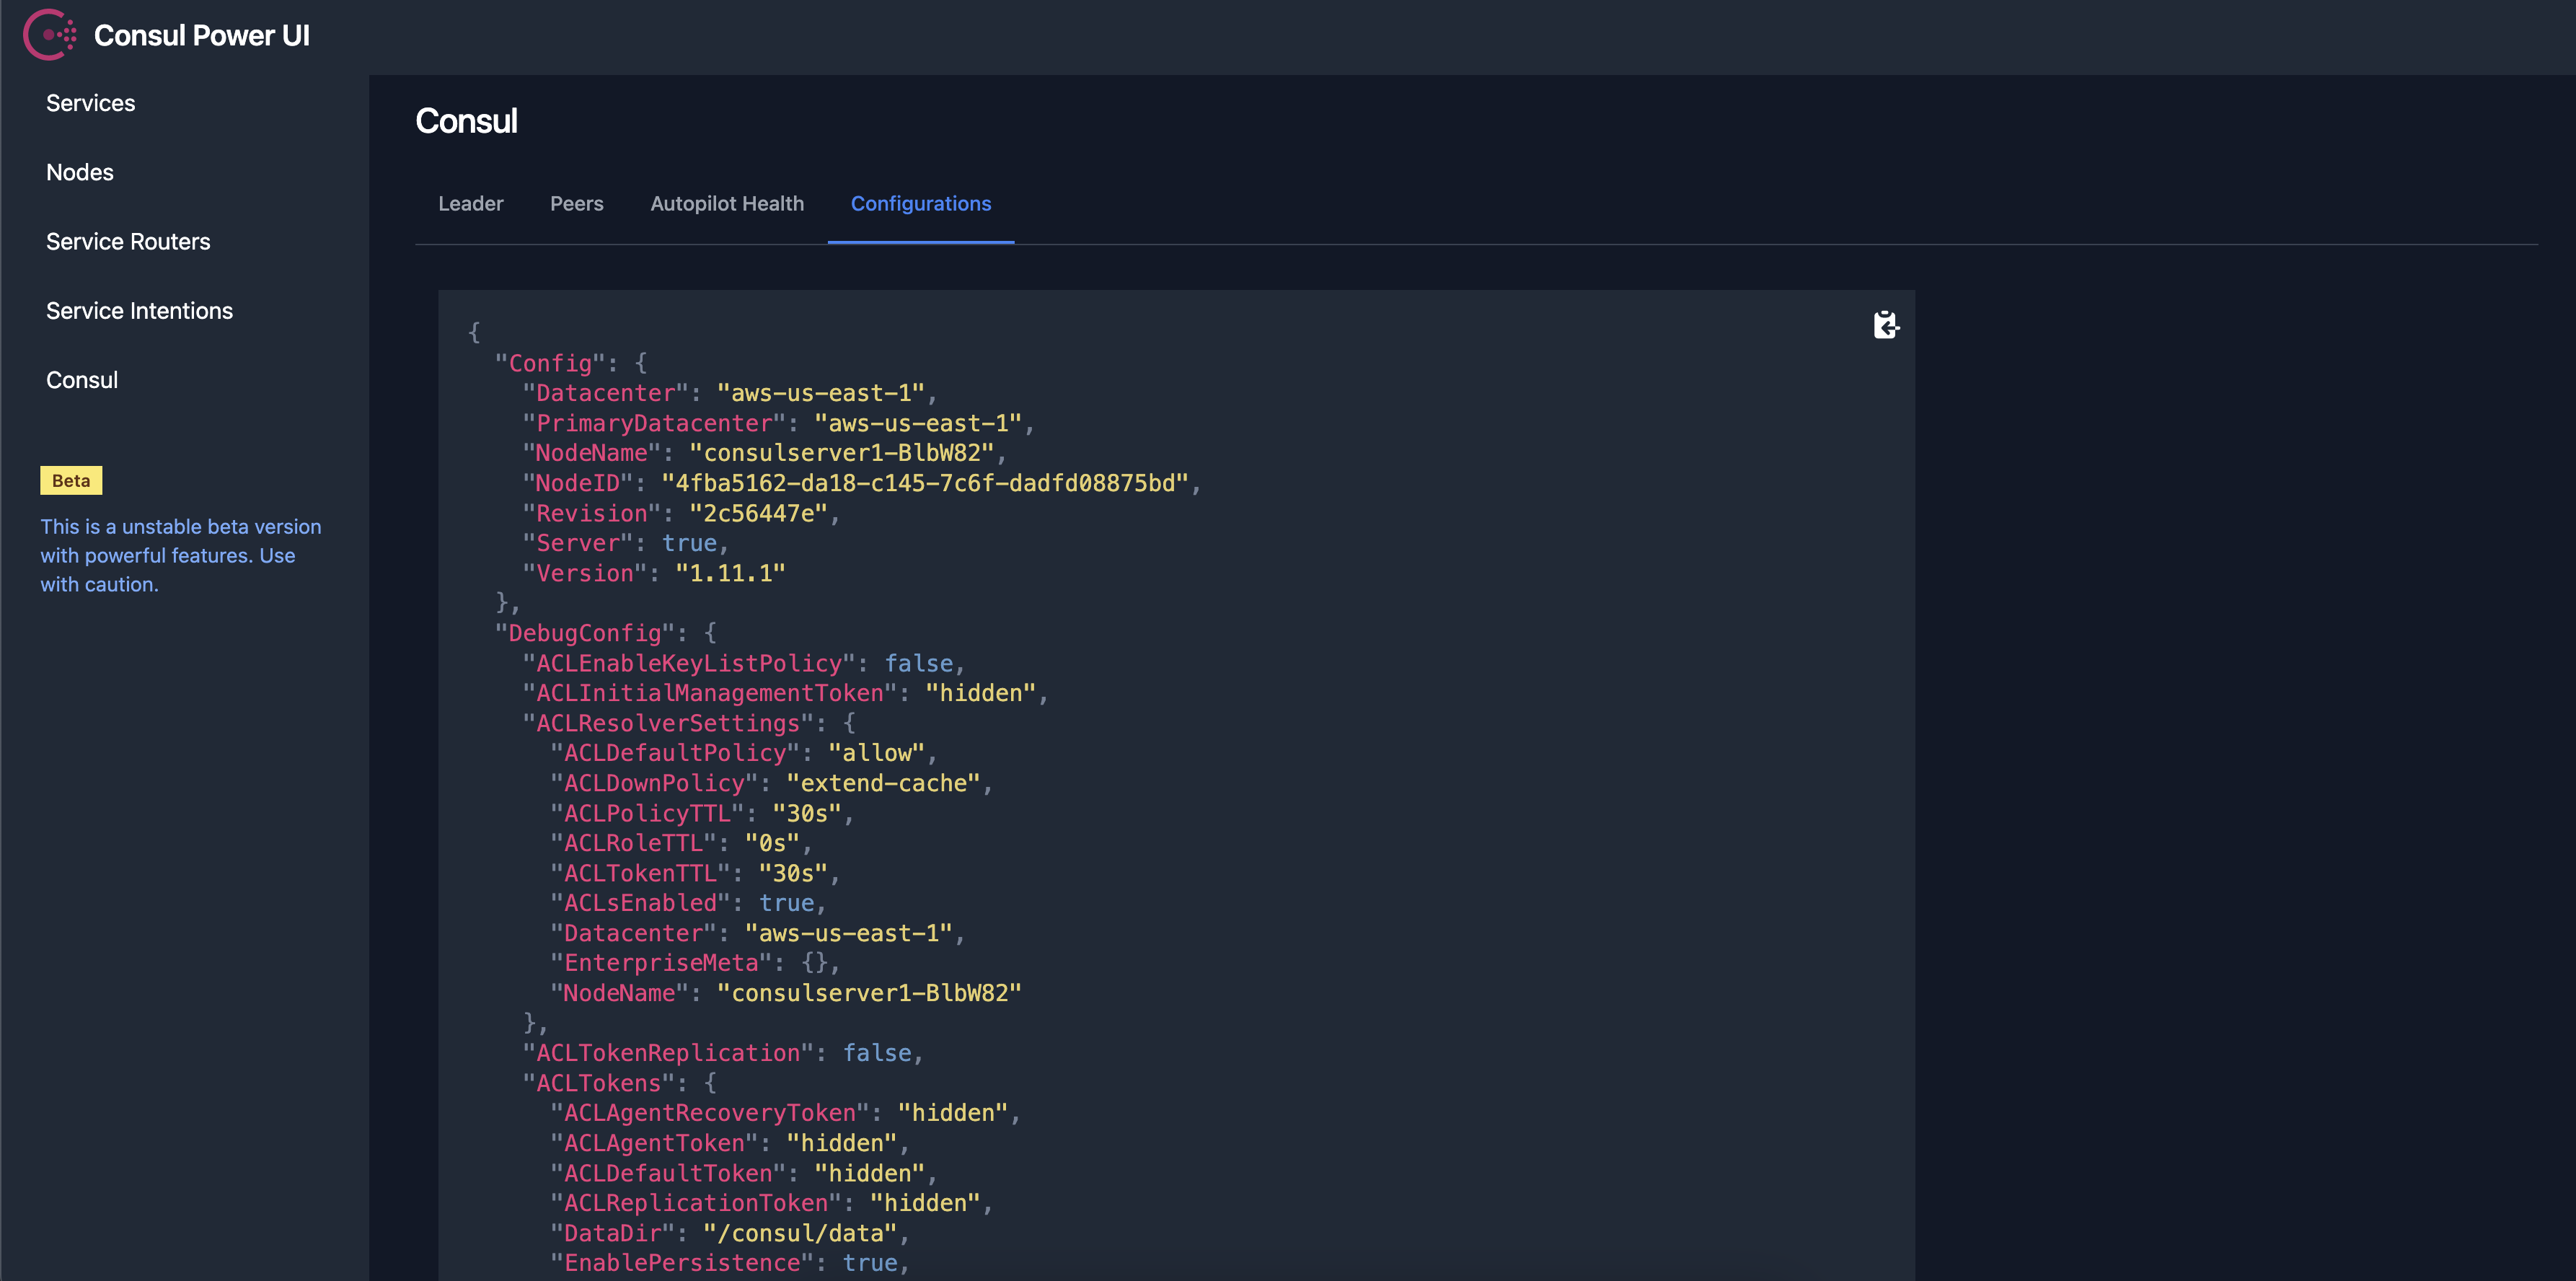 Consul Power UI
Services
Nodes
Service Routers
Service Intentions
Consul
Beta
This is a unstable beta version
with powerful features. Use
with caution.
Consul
Leader Peers Autopilot Health Configurations
{
"Config": {
"Datacenter": "aws-us-east-1",
"PrimaryDatacenter": "aws-us-east-1",
"NodeName": "consulserver1-BlbW82",
"NodeID": "4fba5162-da18-c145-7c6f-dadfd08875bd",
"Revision": "2c56447e",
"Server": true,
"Version": "1.11.1"
},
"DebugConfig": {
"ACLEnableKeyListPolicy": false,
"ACLInitialManagementToken": "hidden",
"ACLResolverSettings": {
"ACLDefaultPolicy": "allow",
"ACLDownPolicy": "extend-cache",
"ACLPolicyTTL": "30s",
"ACLRoleTTL": "0s",
"ACLTokenTTL": "30s",
"ACLsEnabled": true,
"Datacenter": "aws-us-east-1",
"EnterpriseMeta": {},
"NodeName": "consulserver1-BlbW82"
},
"ACLTokenReplication": false,
"ACLTokens": {
"ACLAgentRecoveryToken": "hidden",
"ACLAgentToken": "hidden",
"ACLDefaultToken": "hidden",
"ACLReplicationToken": "hidden",
"DataDir": "/consul/data",
"EnablePersistence": true,